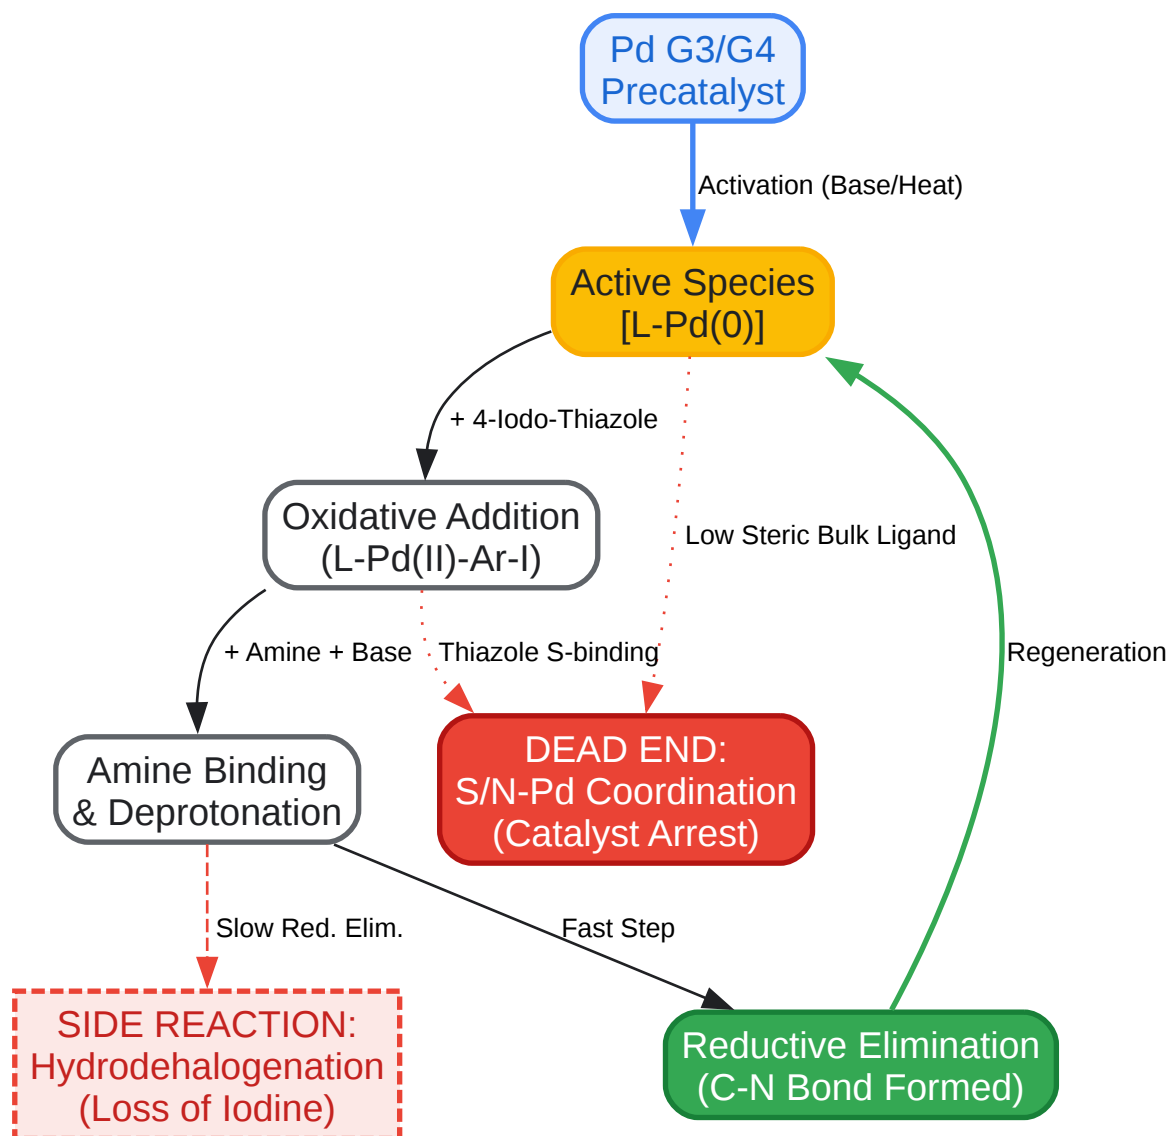 Pd G3/G4
Precatalyst
Activation (Base/Heat)
Active Species
[L-Pd(0)]
+ 4-Iodo-Thiazole
Oxidative Addition
(L-Pd(II)-Ar-I)
Low Steric Bulk Ligand
+ Amine + Base
Thiazole S-binding
Regeneration
Amine Binding
& Deprotonation
DEAD END:
S/N-Pd Coordination
(Catalyst Arrest)
Slow Red. Elim.
Fast Step
SIDE REACTION:
Hydrodehalogenation
(Loss of Iodine)
Reductive Elimination
(C-N Bond Formed)